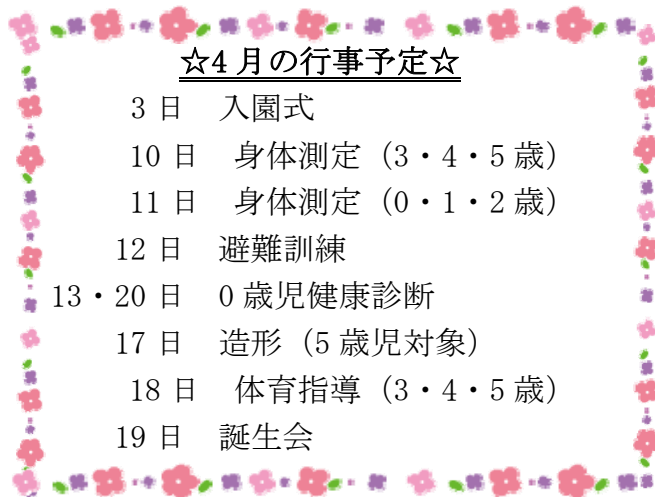 ☆4月の行事予定☆
3日　入園式
10日　身体測定（3・4・5歳）
11日　身体測定（0・1・2歳）
12日　避難訓練
13・20日　0歳児健康診断
17日　造形（5歳児対象）
18日　体育指導（3・4・5歳）
19日　誕生会